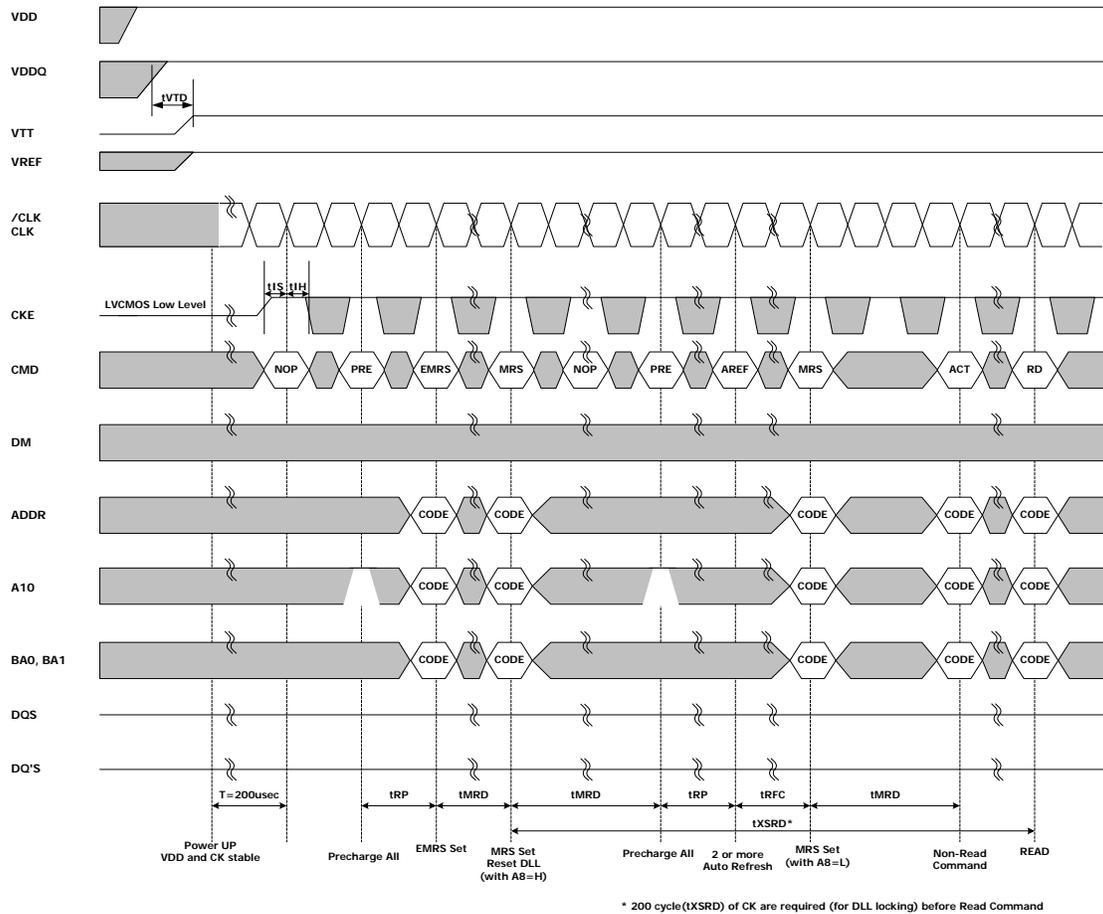 VDD
VDDQ
tVTD
VTT
VREF
/CLK
CLK
tIS tIH
LVCMOS Low Level
CKE
CMD NOP PRE EMRS MRS NOP PRE AREF MRS ACT RD
DM
ADDR CODE CODE CODE CODE CODE
A10 CODE CODE CODE CODE CODE
BA0, BA1 CODE CODE CODE CODE CODE
DQS
DQ'S
T=200usec tRP tMRD tMRD tRP tRFC tMRD
tXSRD*
Power UP
VDD and CK stable
Precharge All
EMRS Set
MRS Set
Reset DLL
(with A8=H)
Precharge All
2 or more
Auto Refresh
MRS Set
(with A8=L)
Non-Read
Command
READ
* 200 cycle(tXSRD) of CK are required (for DLL locking) before Read Command